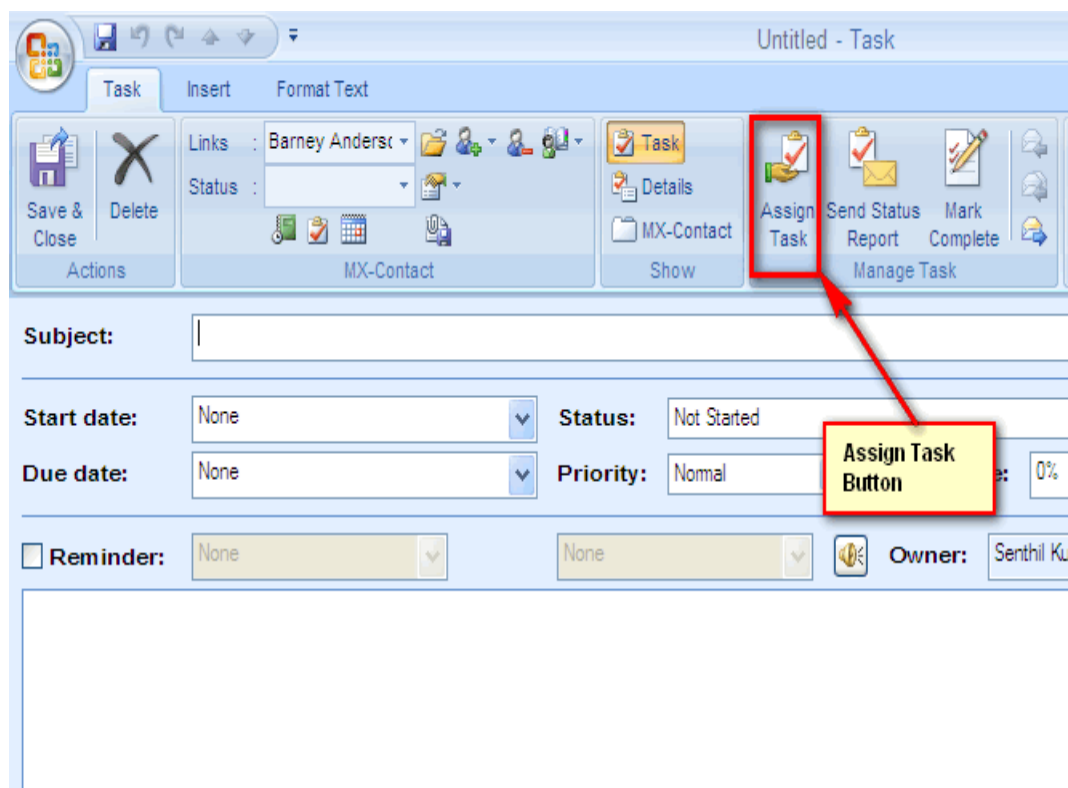 Untitled - Task
Task Insert Format Text
Links : Barney Andersc
Status :
Save & Close
Delete
Actions
MX-Contact
Task
Details
MX-Contact
Show
Assign Task
Send Status Report
Mark Complete
Manage Task
Subject:
Start date: None
Status: Not Started
Due date: None
Priority: Normal
0%
Assign Task
Button
Reminder: None
None
Owner: Senthil Ku